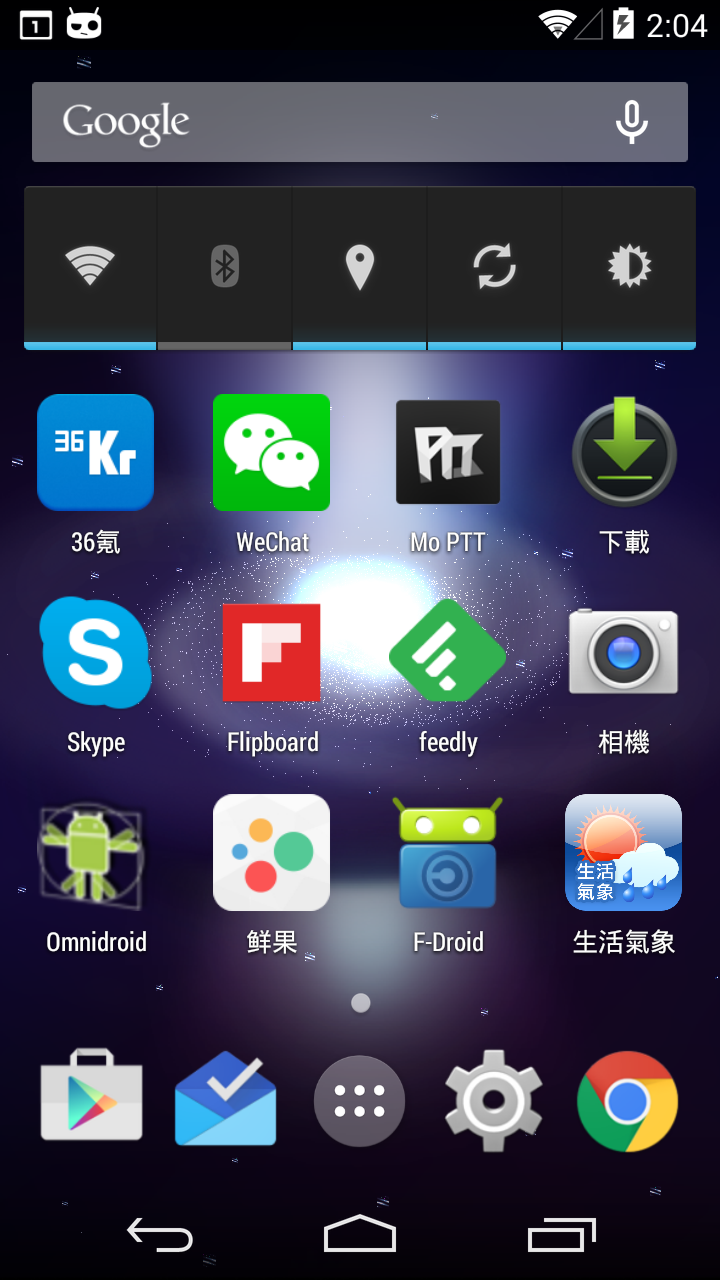 1
2:04
Google
36Kr
PTT
36氪
WeChat
Mo PTT
下載
S
F
Skype
Flipboard
feedly
相機
生活
氣象
Omnidroid
鲜果
F-Droid
生活氣象